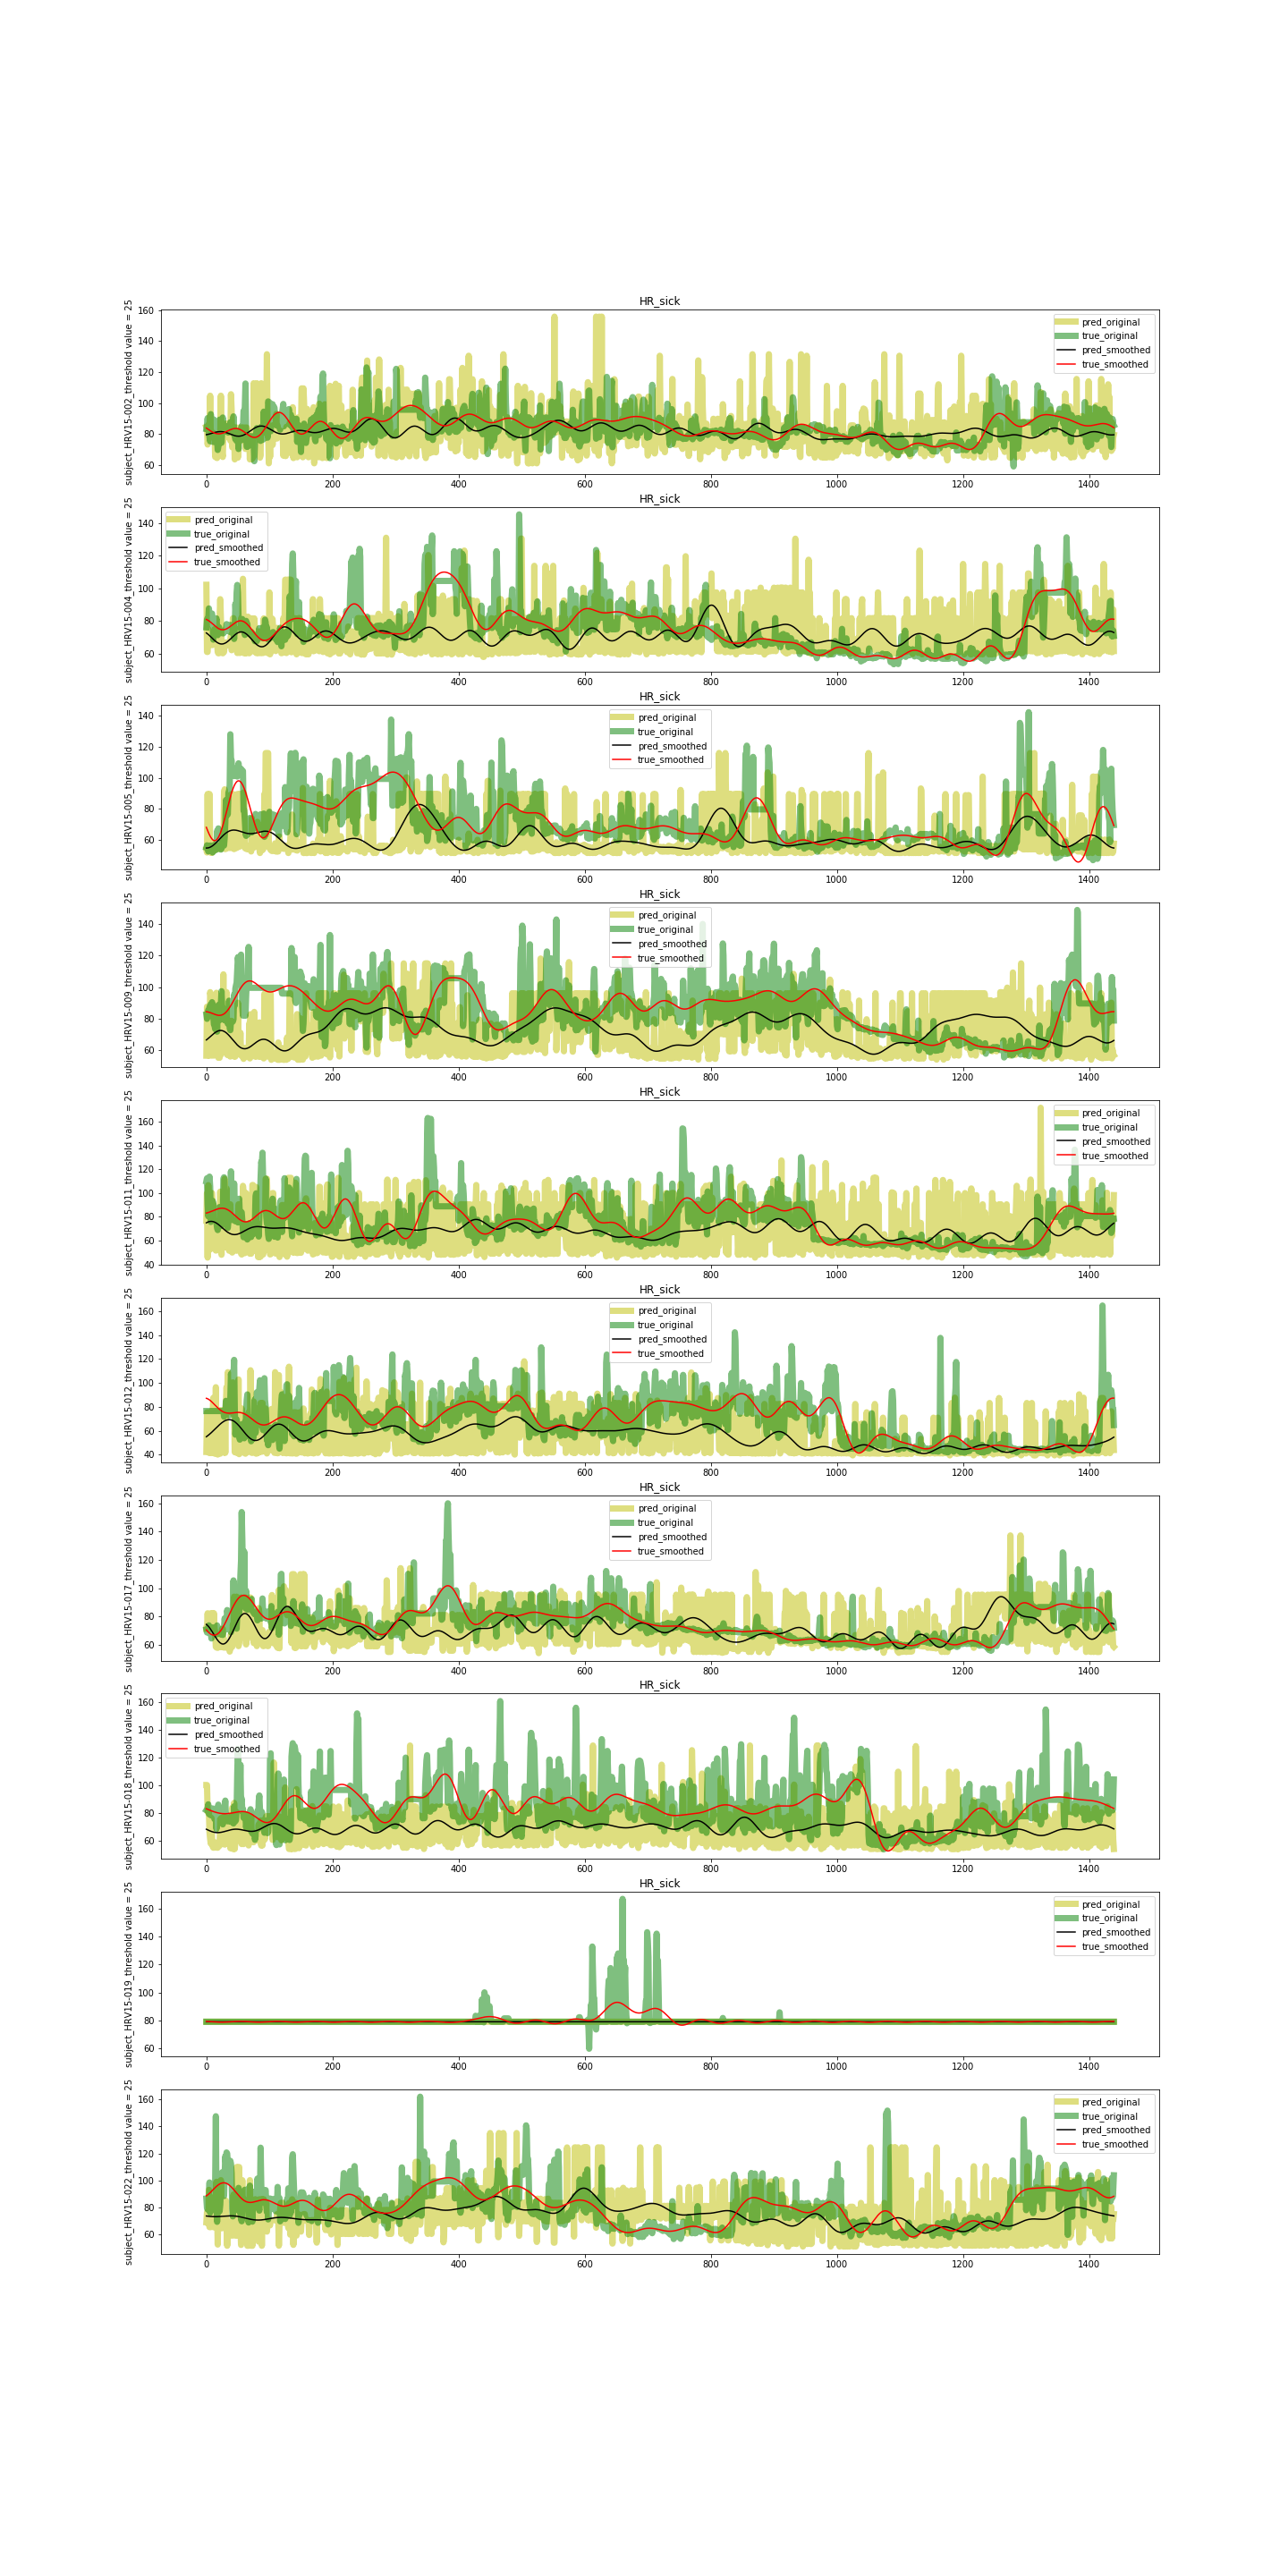 HR_sick
subject_HRV15-002_threshold value = 25
160
140
120
100
80
60
pred_original
true_original
pred_smoothed
true_smoothed
0 200 400 600 800 1000 1200 1400
HR_sick
subject_HRV15-004_threshold value = 25
140
120
100
80
60
pred_original
true_original
pred_smoothed
true_smoothed
0 200 400 600 800 1000 1200 1400
HR_sick
subject_HRV15-005_threshold value = 25
140
120
100
80
60
pred_original
true_original
pred_smoothed
true_smoothed
0 200 400 600 800 1000 1200 1400
HR_sick
subject_HRV15-009_threshold value = 25
140
120
100
80
60
pred_original
true_original
pred_smoothed
true_smoothed
0 200 400 600 800 1000 1200 1400
HR_sick
subject_HRV15-011_threshold value = 25
160
140
120
100
80
60
40
pred_original
true_original
pred_smoothed
true_smoothed
0 200 400 600 800 1000 1200 1400
HR_sick
subject_HRV15-012_threshold value = 25
160
140
120
100
80
60
40
pred_original
true_original
pred_smoothed
true_smoothed
0 200 400 600 800 1000 1200 1400
HR_sick
subject_HRV15-017_threshold value = 25
160
140
120
100
80
60
pred_original
true_original
pred_smoothed
true_smoothed
0 200 400 600 800 1000 1200 1400
HR_sick
subject_HRV15-018_threshold value = 25
160
140
120
100
80
60
pred_original
true_original
pred_smoothed
true_smoothed
0 200 400 600 800 1000 1200 1400
HR_sick
subject_HRV15-019_threshold value = 25
160
140
120
100
80
60
pred_original
true_original
pred_smoothed
true_smoothed
0 200 400 600 800 1000 1200 1400
subject_HRV15-022_threshold value = 25
160
140
120
100
80
60
pred_original
true_original
pred_smoothed
true_smoothed
0 200 400 600 800 1000 1200 1400